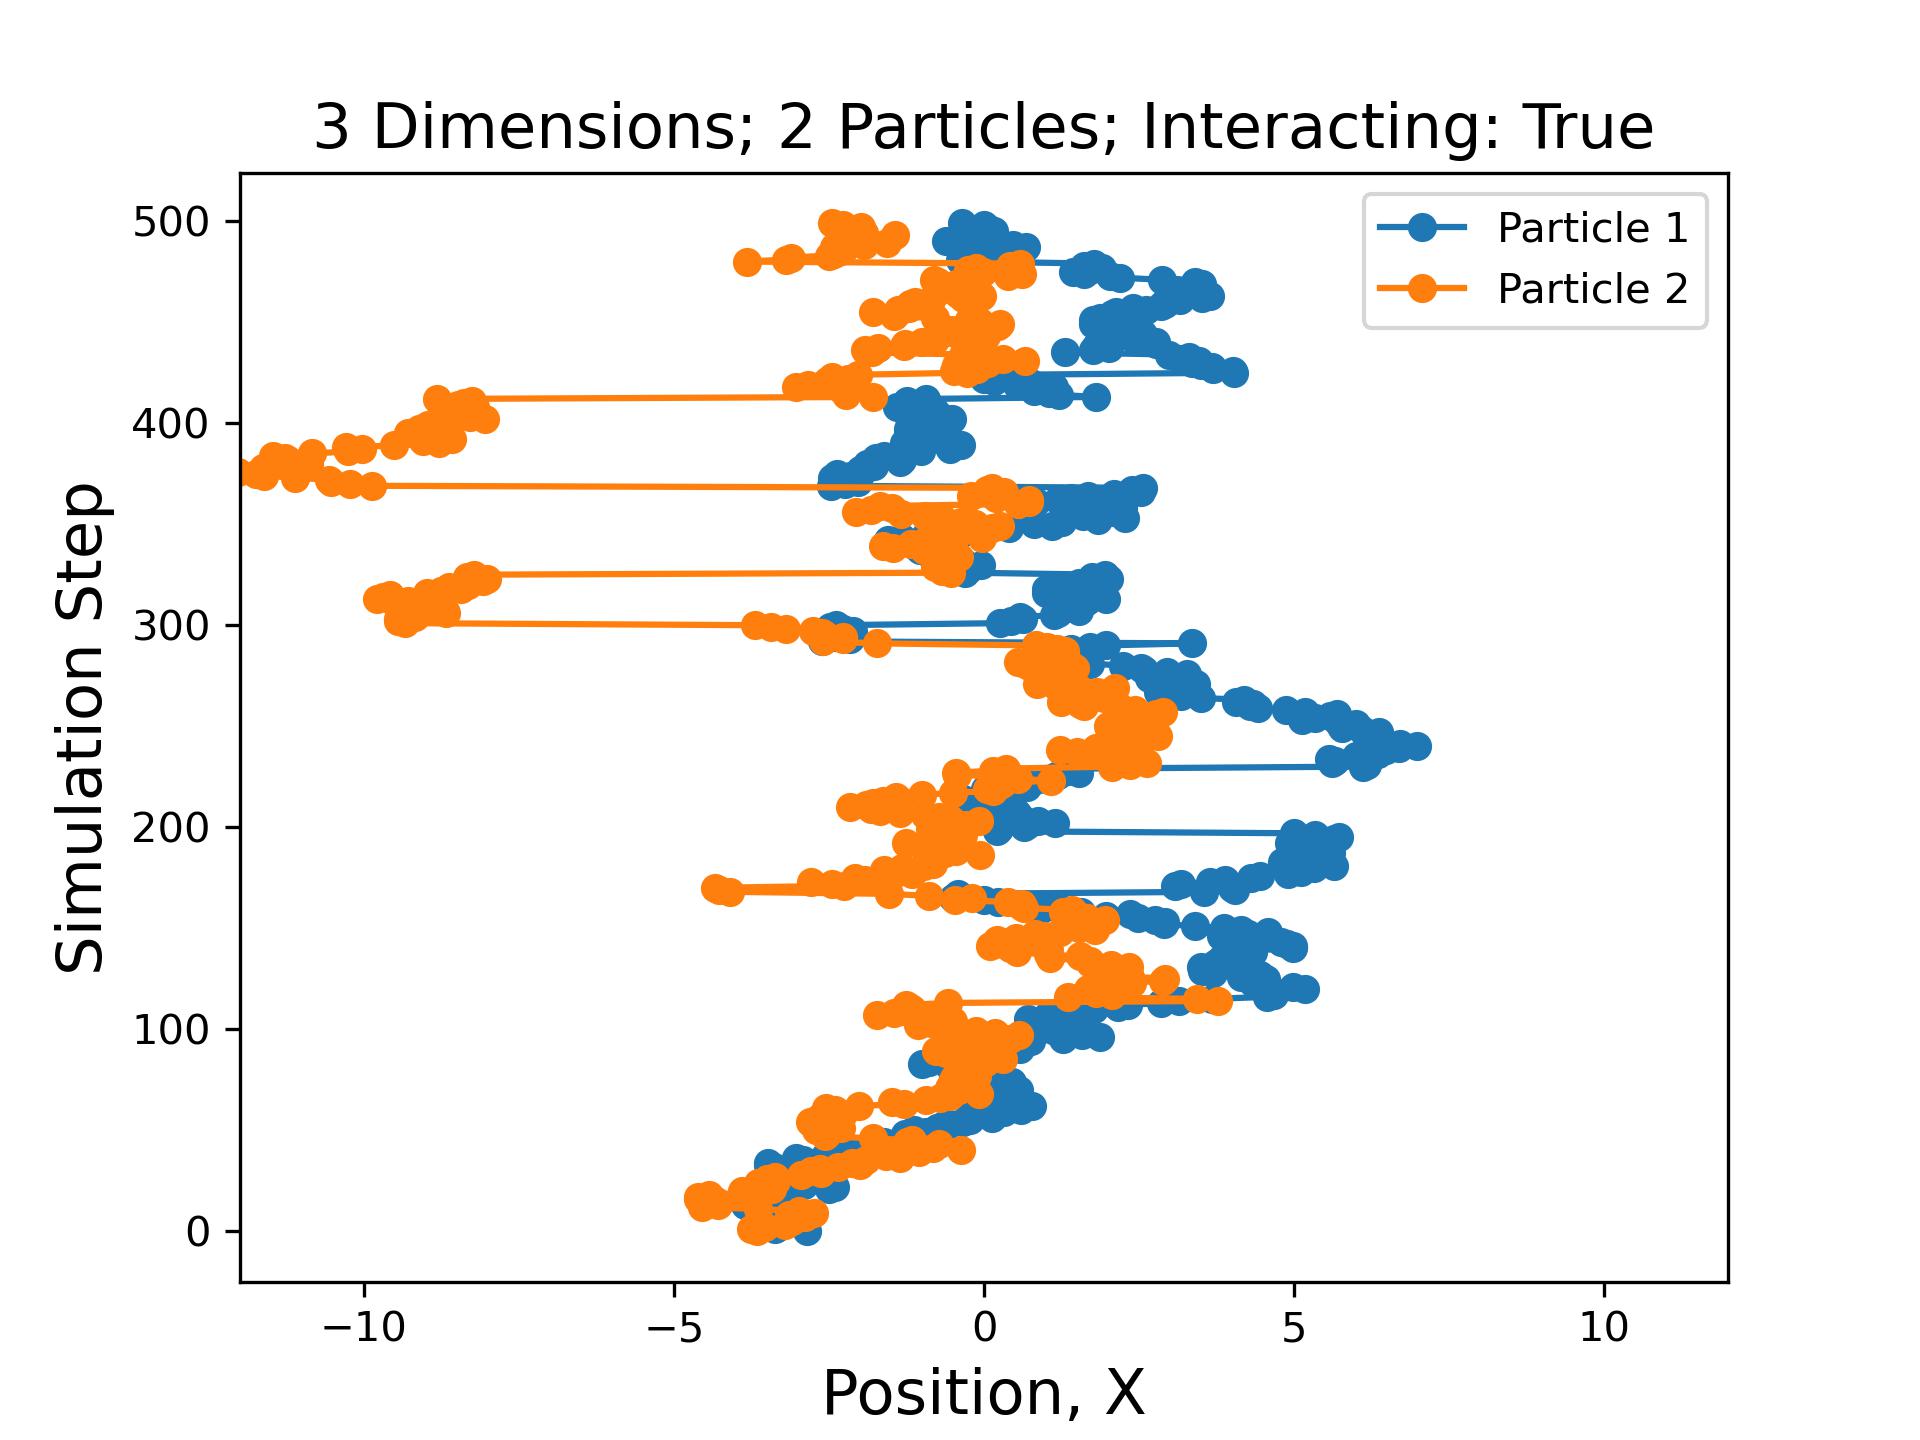 3 Dimensions; 2 Particles; Interacting: True
Particle 1
Particle 2
Simulation Step
500
400
300
200
100
0
−10
−5
0
5
10
Position, X